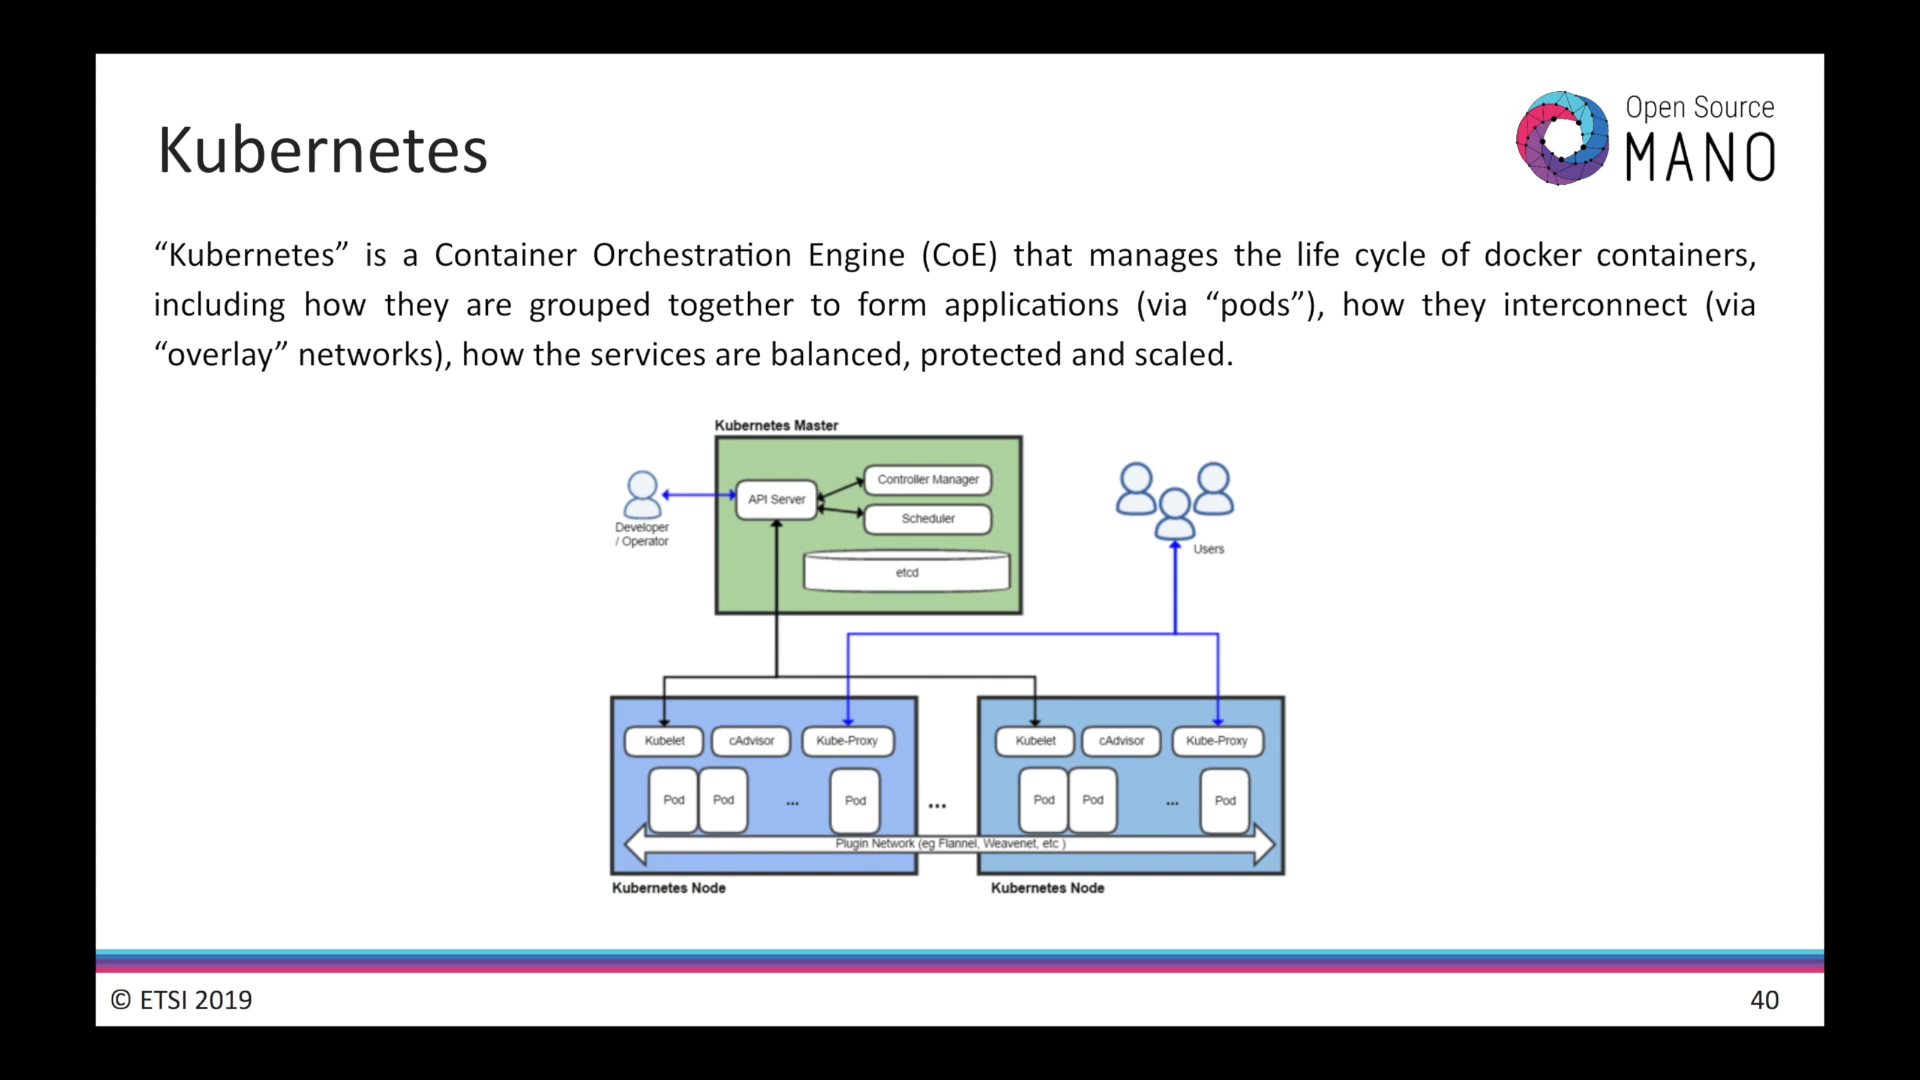 Kubernetes
Open Source
MANO
“Kubernetes” is a Container Orchestration Engine (CoE) that manages the life cycle of docker containers,
including how they are grouped together to form applications (via “pods”), how they interconnect (via
“overlay” networks), how the services are balanced, protected and scaled.
Kubernetes Master
API Server
Controller Manager
Scheduler
etcd
Developer
/ Operator
Users
Kubelet
cAdvisor
Kube-Proxy
Pod
Pod
...
Pod
...
Kubelet
cAdvisor
Kube-Proxy
Pod
Pod
...
Pod
Plugin Network (eg Flannel, Weavenet, etc )
Kubernetes Node
Kubernetes Node
© ETSI 2019
40